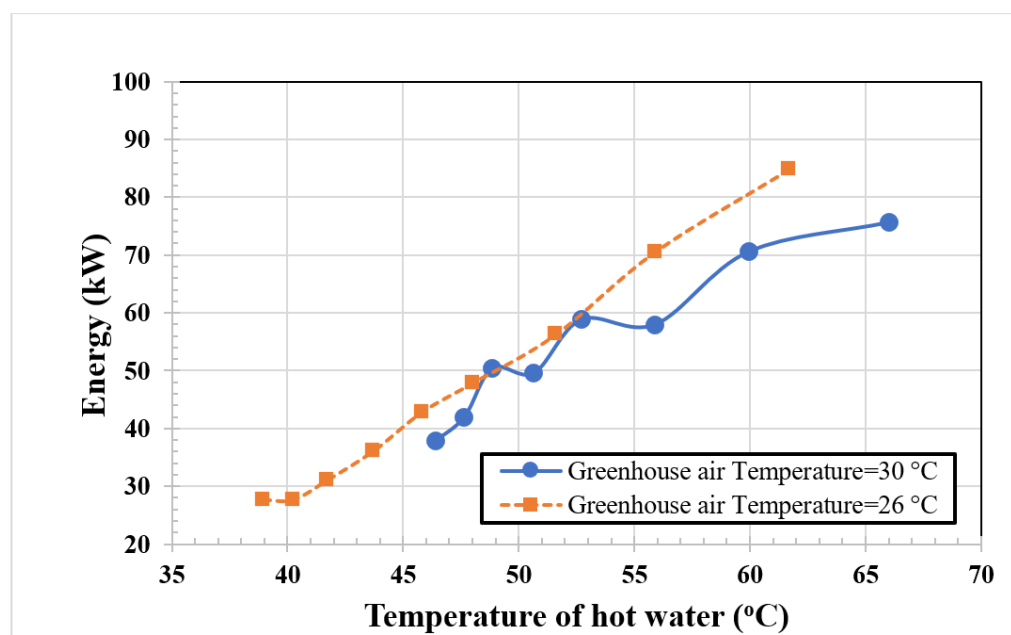 100
90
80
70
60
50
40
30
20
Energy (kW)
Greenhouse air Temperature=30 °C
Greenhouse air Temperature=26 °C
35 40 45 50 55 60 65 70
Temperature of hot water (°C)